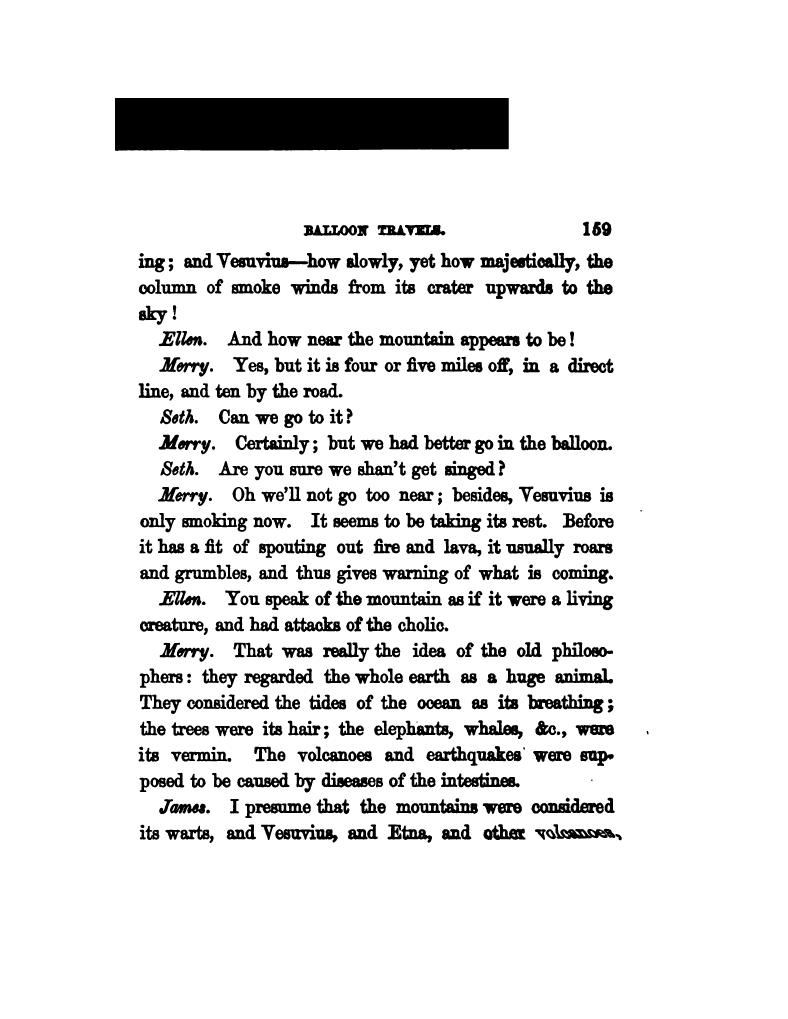 BALLOON TRAVELS. 159
ing; and Vesuvius—how slowly, yet how majestically, the
column of smoke winds from its crater upwards to the
sky!
Ellen. And how near the mountain appears to be!
Merry. Yes, but it is four or five miles off, in a direct
line, and ten by the road.
Seth. Can we go to it?
Merry. Certainly; but we had better go in the balloon.
Seth. Are you sure we shan't get singed?
Merry. Oh we'll not go too near; besides, Vesuvius is
only smoking now. It seems to be taking its rest. Before
it has a fit of spouting out fire and lava, it usually roars
and grumbles, and thus gives warning of what is coming.
Ellen. You speak of the mountain as if it were a living
creature, and had attacks of the cholic.
Merry. That was really the idea of the old philoso-
phers: they regarded the whole earth as a huge animal.
They considered the tides of the ocean as its breathing;
the trees were its hair; the elephants, whales, &c., were
its vermin. The volcanoes and earthquakes were sup-
posed to be caused by diseases of the intestines.
James. I presume that the mountains were considered
its warts, and Vesuvius, and Etna, and other volcanoes,